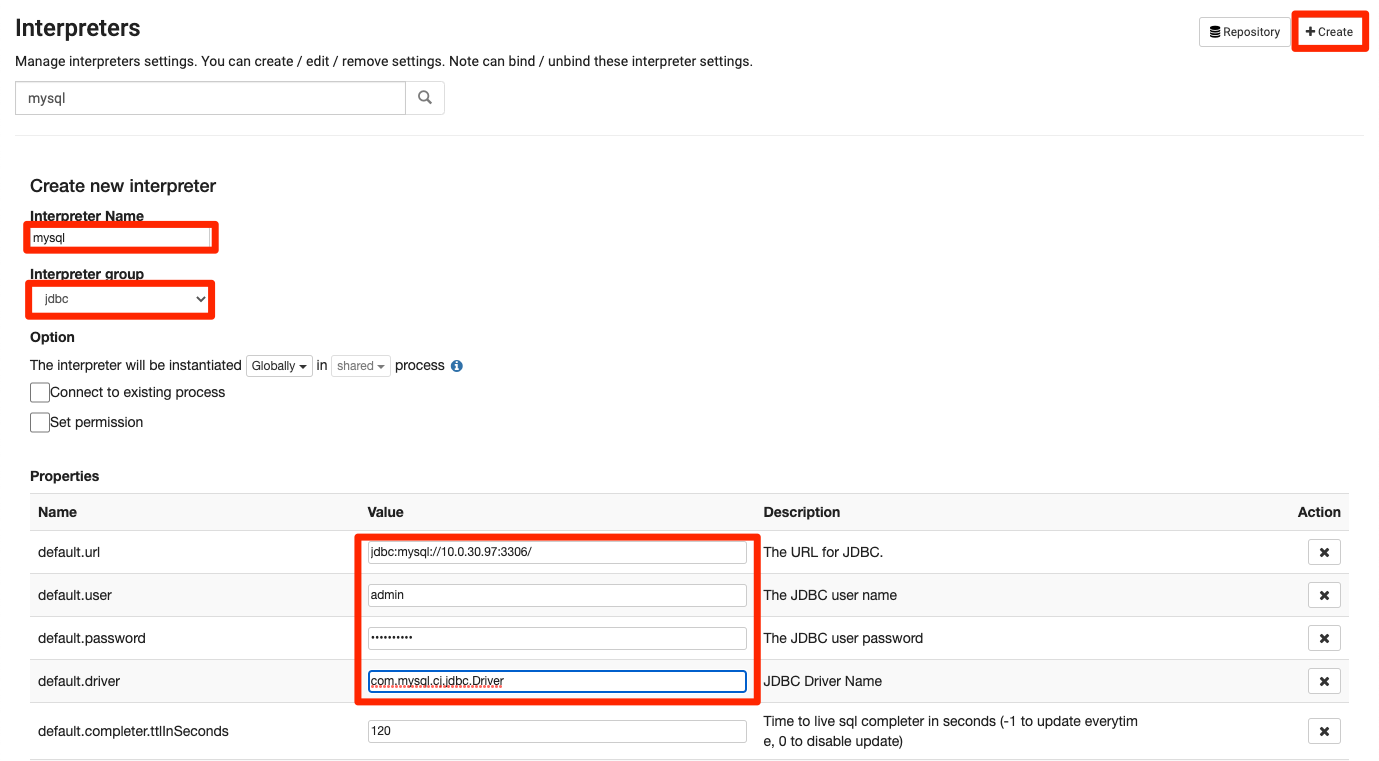 Interpreters
Repository
Create
Manage interpreters settings. You can create / edit / remove settings. Note can bind / unbind these interpreter settings.
mysql
Create new interpreter
Interpreter Name
mysql
Interpreter group
jdbc
Option
The interpreter will be instantiated Globally in shared process
Connect to existing process
Set permission
Properties
Name Value Description Action
default.url jdbc:mysql://10.0.30.97:3306/ The URL for JDBC.
default.user admin The JDBC user name
default.password •••••••••• The JDBC user password
default.driver com.mysql.cj.jdbc.Driver JDBC Driver Name
default.completer.ttlInSeconds 120 Time to live sql completer in seconds (-1 to update everytim
e, 0 to disable update)